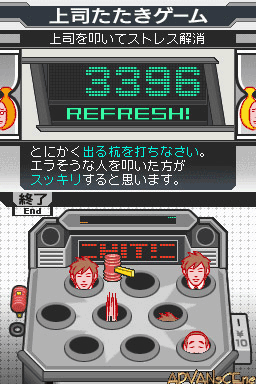 上司たたきゲーム
上司を叩いてストレス解消
3396
REFRESH!
とにかく出る杭を打ちなさい。
エラそうな人を叩いた方が
スッキリすると思います。
終了
End
¥10
ADVANsCEne